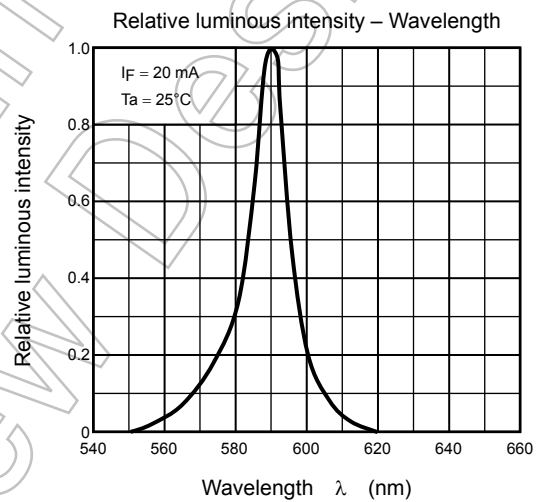 Relative luminous intensity – Wavelength
IF = 20 mA
Ta = 25°C
Relative luminous intensity
1.0
0.8
0.6
0.4
0.2
0
540 560 580 600 620 640 660
Wavelength λ (nm)